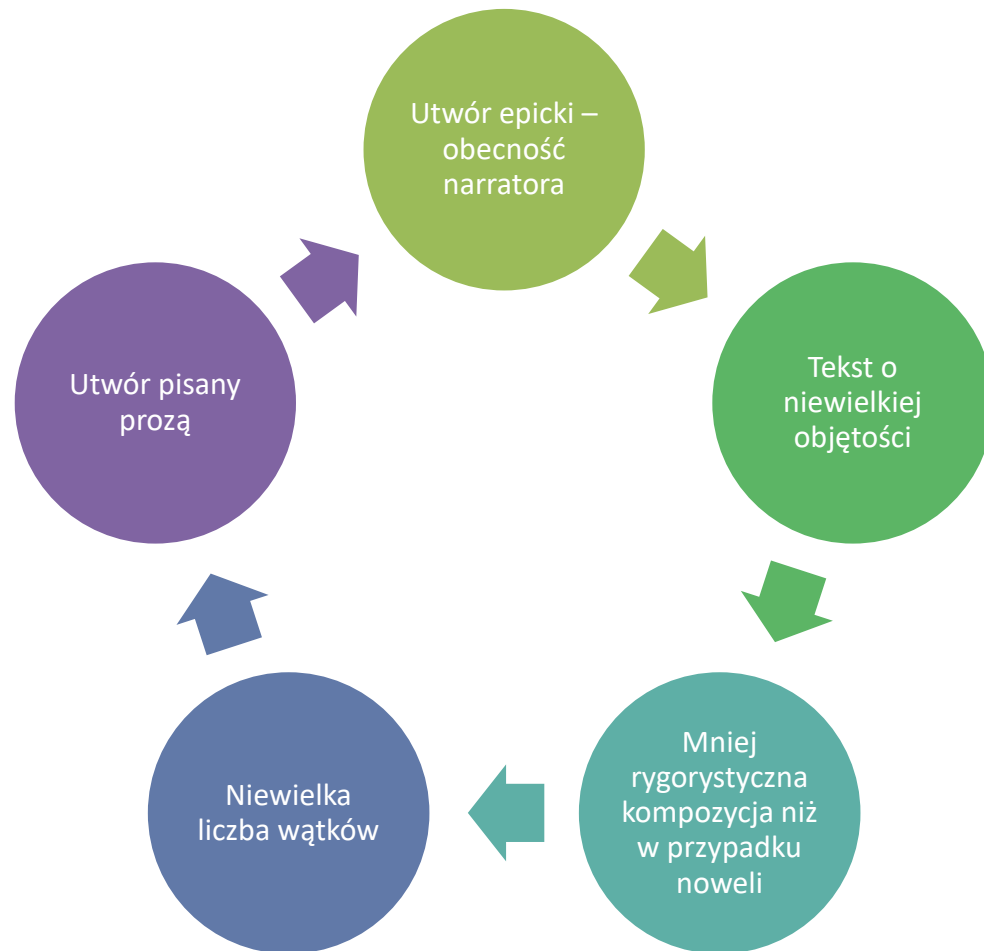 Utwór epicki –
obecność
narratora
Tekst o
niewielkiej
objętości
Mniej
rygorystyczna
kompozycja niż
w przypadku
noweli
Niewielka
liczba wątków
Utwór pisany
prozą